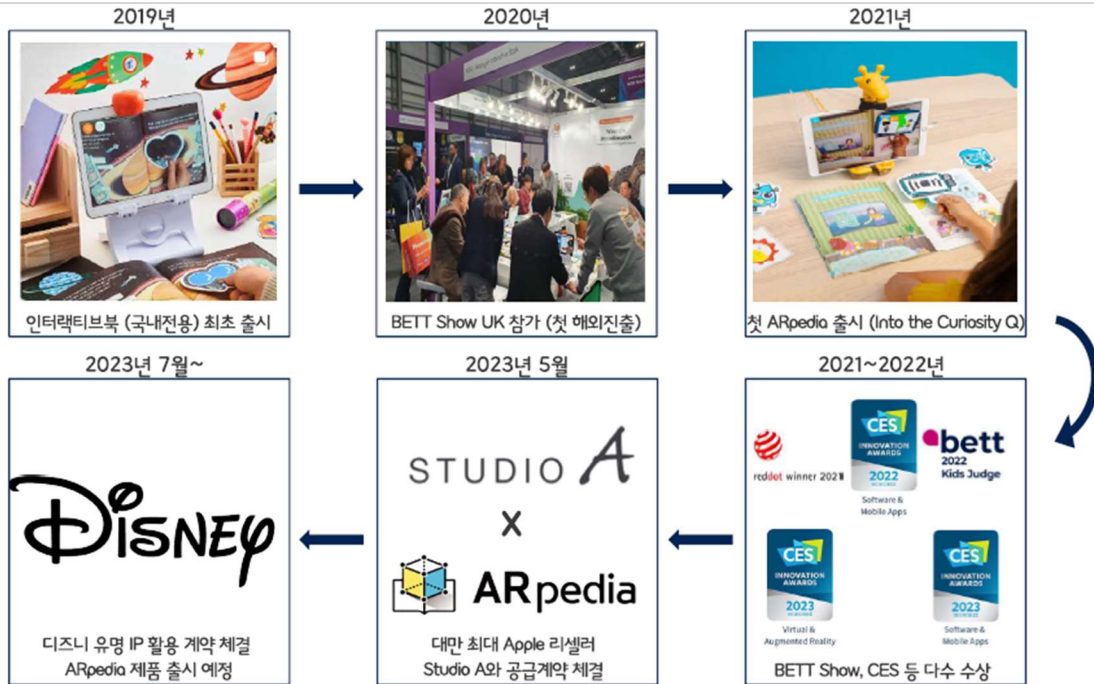 2019년
2020년
2021년
인터랙티브북 (국내전용) 최초 출시
BETT Show UK 참가 (첫 해외진출)
첫 ARpedia 출시 (Into the Curiosity Q)
2023년 7월~
2023년 5월
2021~2022년
DISNEY
디즈니 유명 IP 활용 계약 체결
ARpedia 제품 출시 예정
STUDIO A
X
ARpedia
대만 최대 Apple 리셀러
Studio A와 공급계약 체결
reddot winner 2021
CES
INNOVATION
AWARDS
2022
Software &
Mobile Apps
bett
2022
Kids Judge
CES
INNOVATION
AWARDS
2023
Virtual &
Augmented Reality
CES
INNOVATION
AWARDS
2023
Software &
Mobile Apps
BETT Show, CES 등 다수 수상